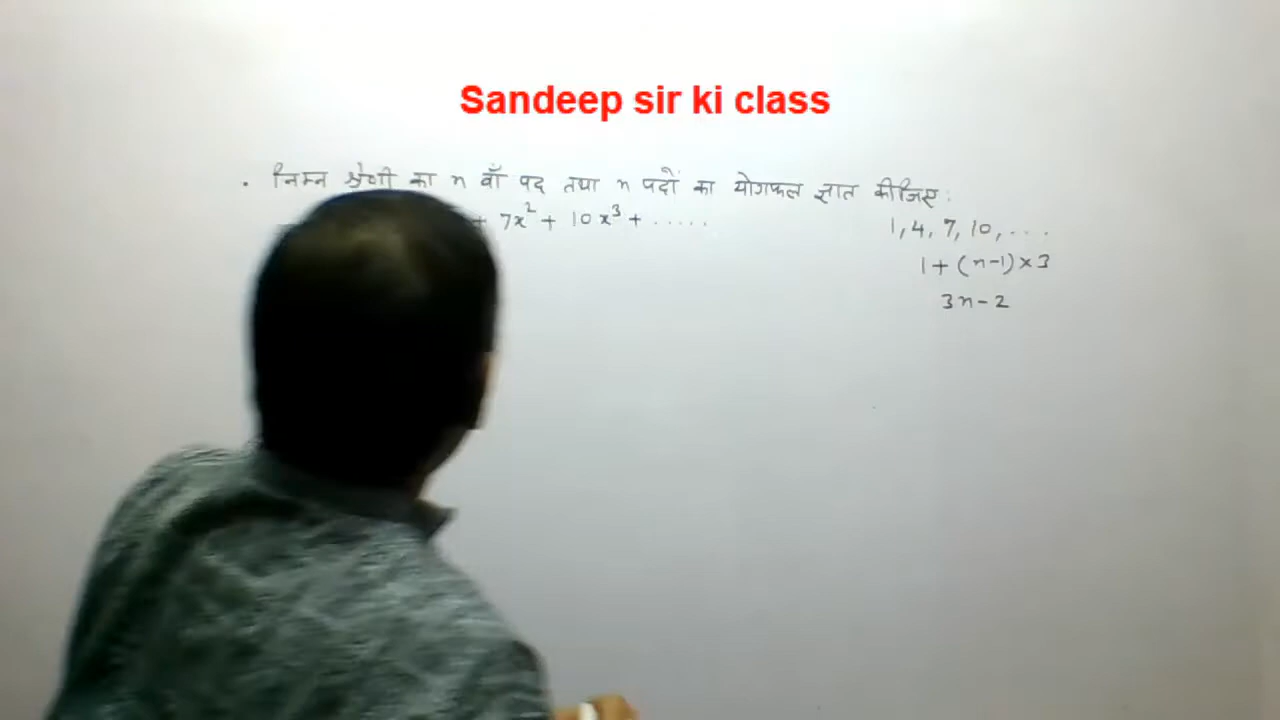 Sandeep sir ki class
. निम्न श्रेणी का n वाँ पद तथा n पदों का योगफल ज्ञात कीजिए:
+ 7x² + 10x³ + .....
1, 4, 7, 10, ....
1 + (n-1) × 3
3n - 2